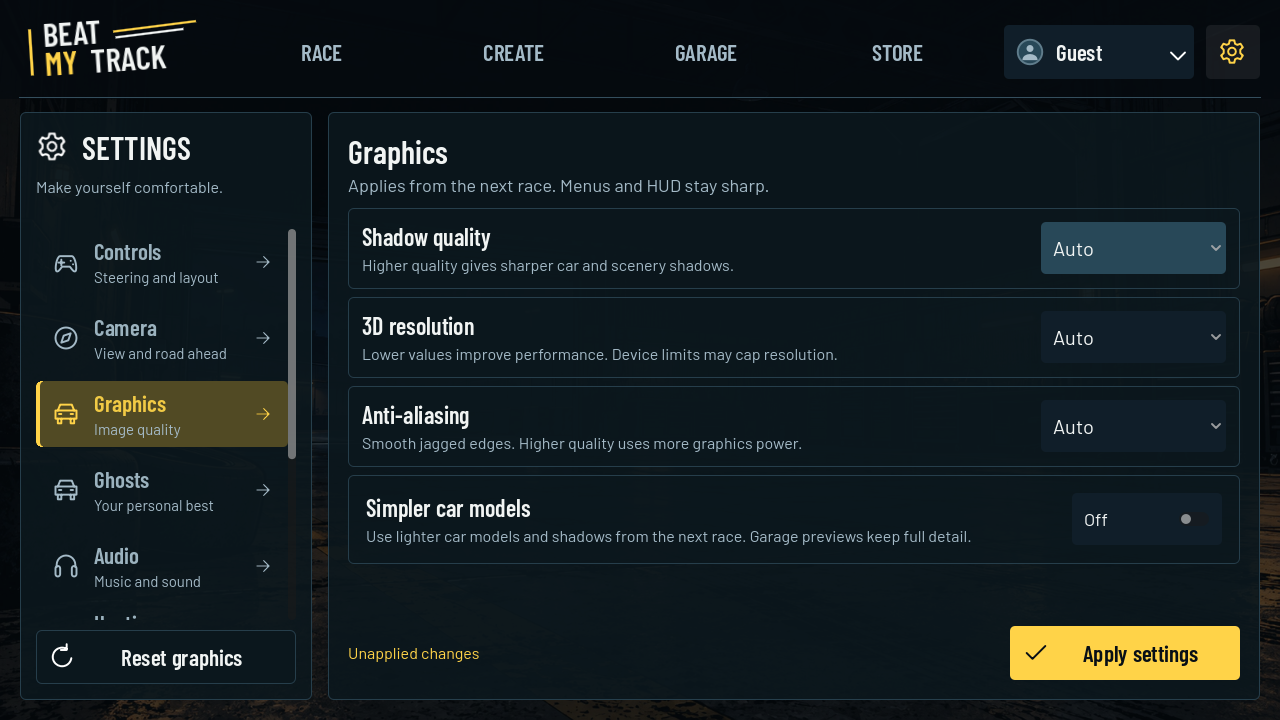 BEAT
MY TRACK
RACE
CREATE
GARAGE
STORE
Guest
SETTINGS
Make yourself comfortable.
Controls
Steering and layout
Camera
View and road ahead
Graphics
Image quality
Ghosts
Your personal best
Audio
Music and sound
Reset graphics
Graphics
Applies from the next race. Menus and HUD stay sharp.
Shadow quality
Higher quality gives sharper car and scenery shadows.
Auto
3D resolution
Lower values improve performance. Device limits may cap resolution.
Auto
Anti-aliasing
Smooth jagged edges. Higher quality uses more graphics power.
Auto
Simpler car models
Use lighter car models and shadows from the next race. Garage previews keep full detail.
Off
Unapplied changes
Apply settings